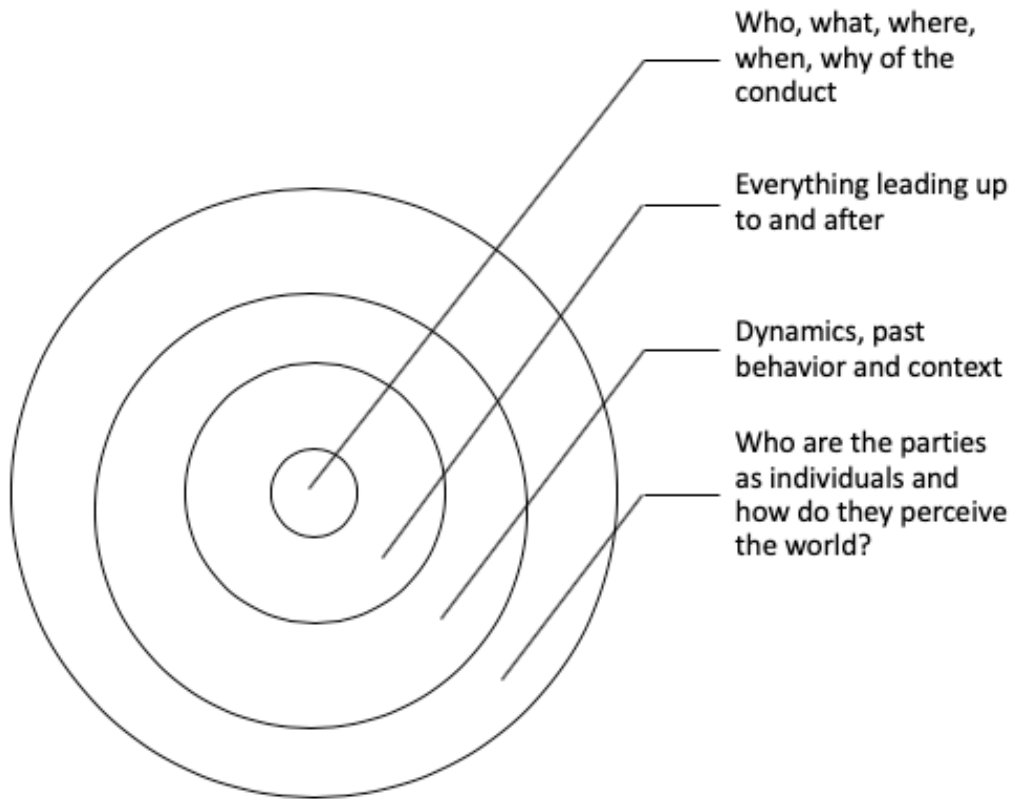 Who, what, where,
when, why of the
conduct
Everything leading up
to and after
Dynamics, past
behavior and context
Who are the parties
as individuals and
how do they perceive
the world?